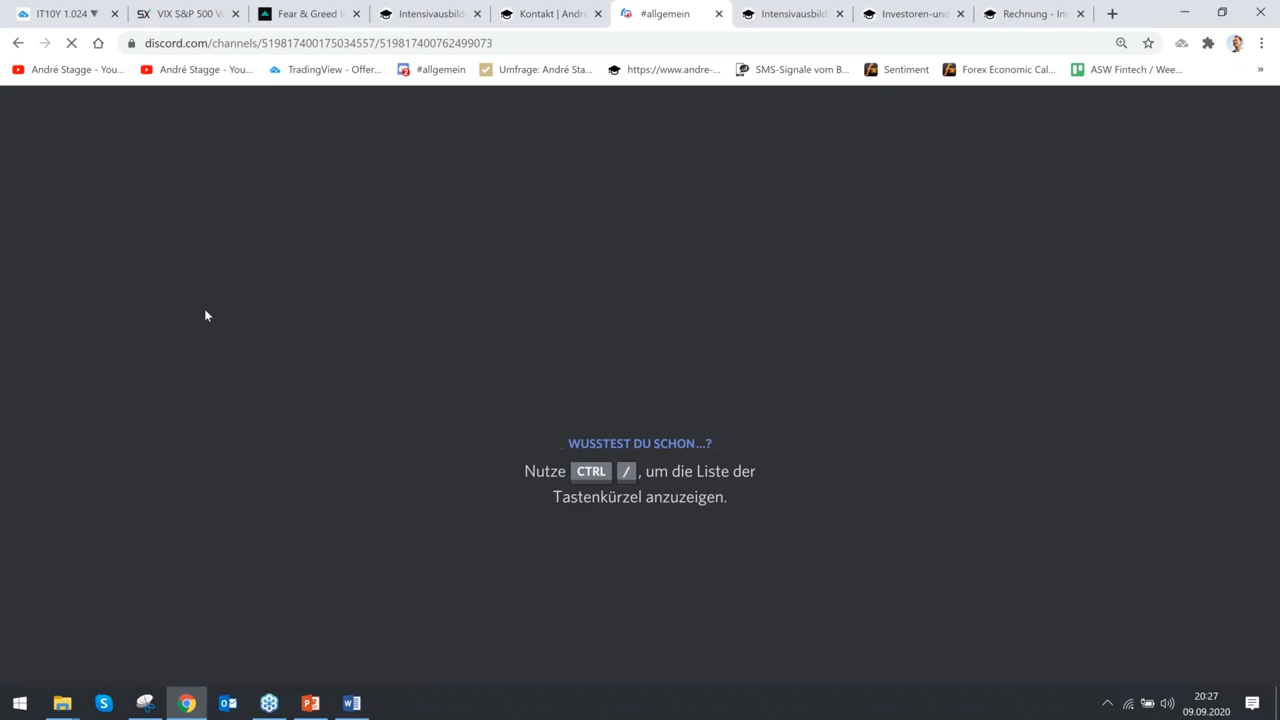 IT10Y 1.024 ▼
VIX S&P 500 V
Fear & Greed I
Intensivausbild
Kontakt | André
#allgemein
Intensivausbild
Investoren-und
Rechnung - Inv
discord.com/channels/519817400175034557/519817400762499073
André Stagge - You...
André Stagge - You...
TradingView - Offer...
#allgemein
Umfrage: André Sta...
https://www.andre-...
SMS-Signale vom B...
Sentiment
Forex Economic Cal...
ASW Fintech / Wee...
»
WUSSTEST DU SCHON...?
Nutze CTRL /, um die Liste der
Tastenkürzel anzuzeigen.
20:27
09.09.2020